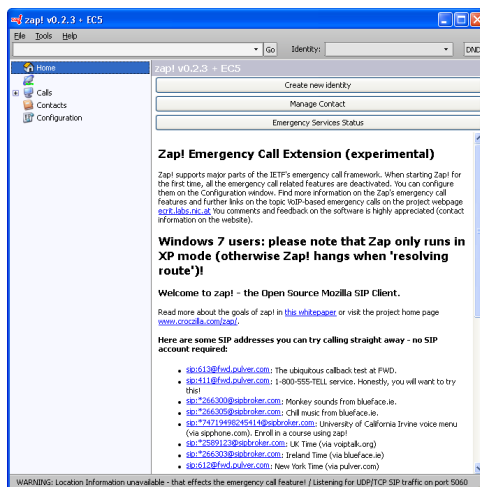 zap! v0.2.3 + EC5
File Tools Help
Go Identity: DND
Home
Calls
Contacts
Configuration
zap! v0.2.3 + EC5
Create new identity
Manage Contact
Emergency Services Status
Zap! Emergency Call Extension (experimental)
Zap! supports major parts of the IETF's emergency call framework. When starting Zap! for
the first time, all the emergency call related features are deactivated. You can configure
them on the Configuration window. Find more information on the Zap's emergency call
features and further links on the topic VoIP-based emergency calls on the project webpage
ecrit.labs.nic.at You comments and feedback on the software is highly appreciated (contact
information on the website).
Windows 7 users: please note that Zap only runs in
XP mode (otherwise Zap! hangs when 'resolving
route')!
Welcome to zap! - the Open Source Mozilla SIP Client.
Read more about the goals of zap! in this whitepaper or visit the project home page
www.croczilla.com/zap/.
Here are some SIP addresses you can try calling straight away - no SIP
account required:
• sip:613@fwd.pulver.com: The ubiquitous callback test at FWD.
• sip:411@fwd.pulver.com: 1-800-555-TELL service. Honestly, you will want to try
this!
• sip:*266300@sipbroker.com: Monkey sounds from blueface.ie.
• sip:*266305@sipbroker.com: Chill music from blueface.ie.
• sip:*74719498245414@sipbroker.com: University of California Irvine voice menu
(via sipphone.com). Enroll in a course using zap!
• sip:*2589123@sipbroker.com: UK Time (via voiptalk.org)
• sip:*266303@sipbroker.com: Ireland Time (via blueface.ie)
• sip:612@fwd.pulver.com: New York Time (via pulver.com)
WARNING: Location Information unavailable - that effects the emergency call feature! / Listening for UDP/TCP SIP traffic on port 5060